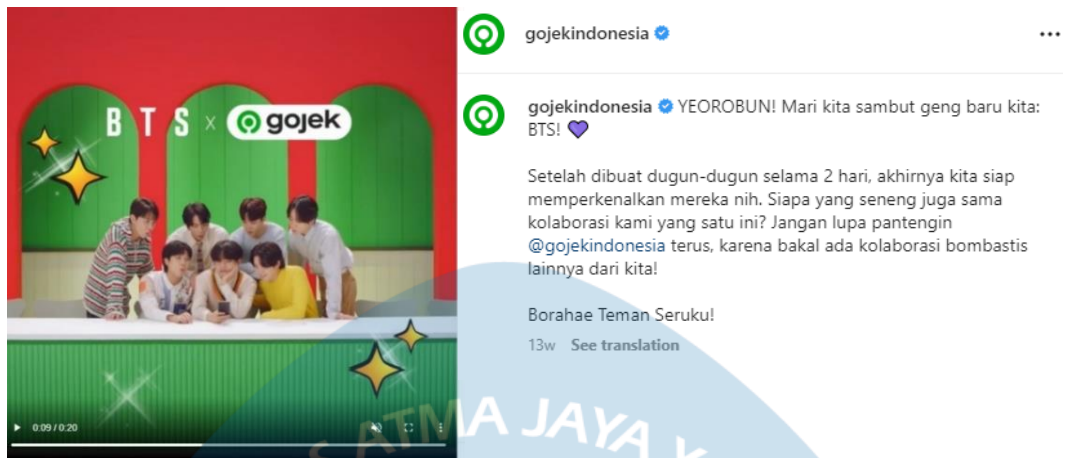 BTS x gojek
gojekindonesia
gojekindonesia YEOROBUN! Mari kita sambut geng baru kita:
BTS! 💜
Setelah dibuat dugun-dugun selama 2 hari, akhirnya kita siap
memperkenalkan mereka nih. Siapa yang seneng juga sama
kolaborasi kami yang satu ini? Jangan lupa pantengin
@gojekindonesia terus, karena bakal ada kolaborasi bombastis
lainnya dari kita!
Borahae Teman Seruku!
13w See translation
0:09 / 0:20
S ATMA JAYA Y